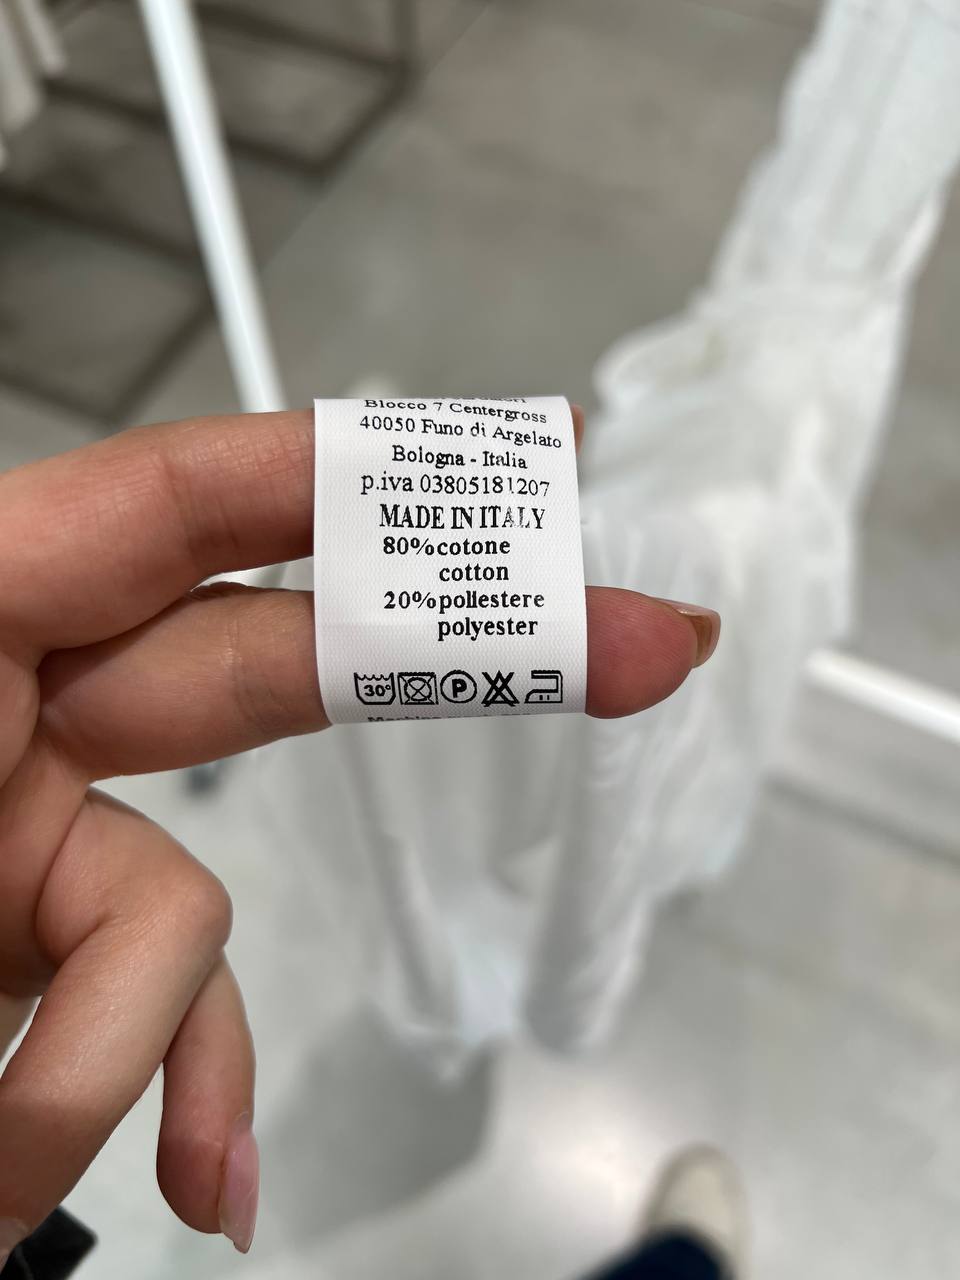 Blocco 7 Centergross
40050 Funo di Argelato
Bologna - Italia
p.iva 03805181207
MADE IN ITALY
80%cotone
cotton
20%poliestere
polyester
30° P